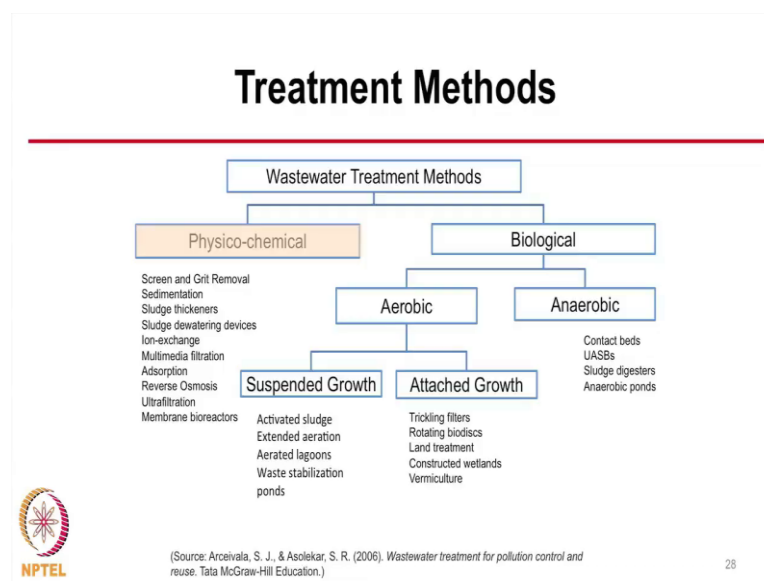 Treatment Methods
Wastewater Treatment Methods
Physico-chemical
Biological
Screen and Grit Removal
Sedimentation
Sludge thickeners
Sludge dewatering devices
Ion-exchange
Multimedia filtration
Adsorption
Reverse Osmosis
Ultrafiltration
Membrane bioreactors
Aerobic
Anaerobic
Contact beds
UASBs
Sludge digesters
Anaerobic ponds
Suspended Growth
Attached Growth
Activated sludge
Extended aeration
Aerated lagoons
Waste stabilization
ponds
Trickling filters
Rotating biodiscs
Land treatment
Constructed wetlands
Vermiculture
NPTEL
(Source: Arceivala, S. J., & Asolekar, S. R. (2006). Wastewater treatment for pollution control and
reuse. Tata McGraw-Hill Education.)
28